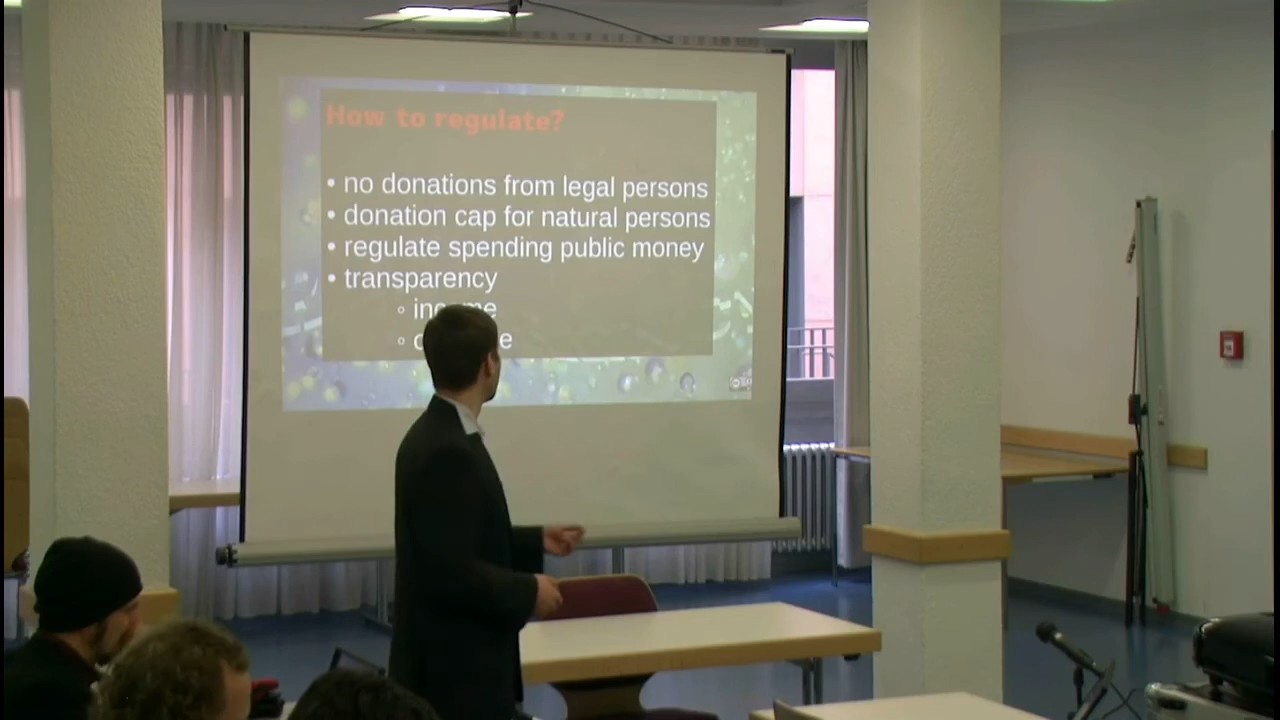 How to regulate?
• no donations from legal persons
• donation cap for natural persons
• regulate spending public money
• transparency